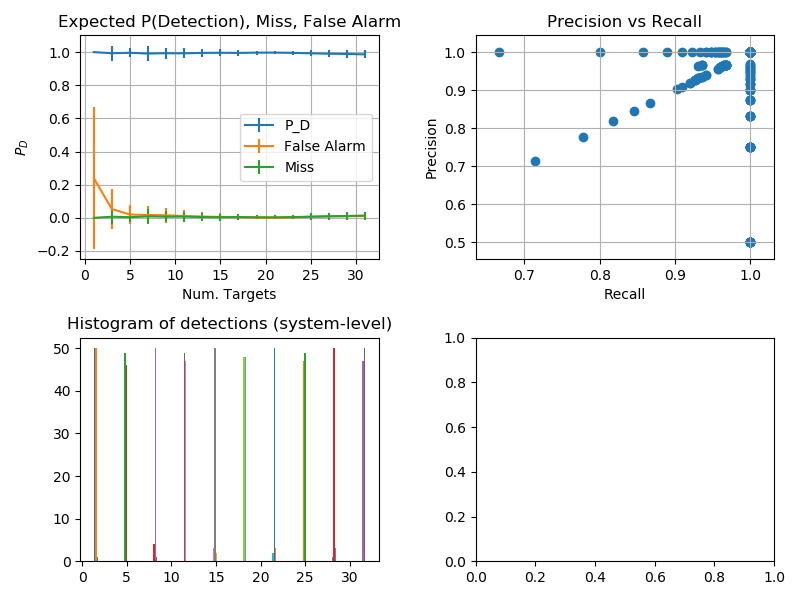 Expected P(Detection), Miss, False Alarm
1.0
0.8
0.6
0.4
0.2
0.0
−0.2
P_D
P_D
False Alarm
Miss
0 5 10 15 20 25 30
Num. Targets
Precision vs Recall
1.0
0.9
0.8
0.7
0.6
0.5
Precision
0.7 0.8 0.9 1.0
Recall
Histogram of detections (system-level)
50
40
30
20
10
0
0 5 10 15 20 25 30
1.0
0.8
0.6
0.4
0.2
0.0
0.0 0.2 0.4 0.6 0.8 1.0